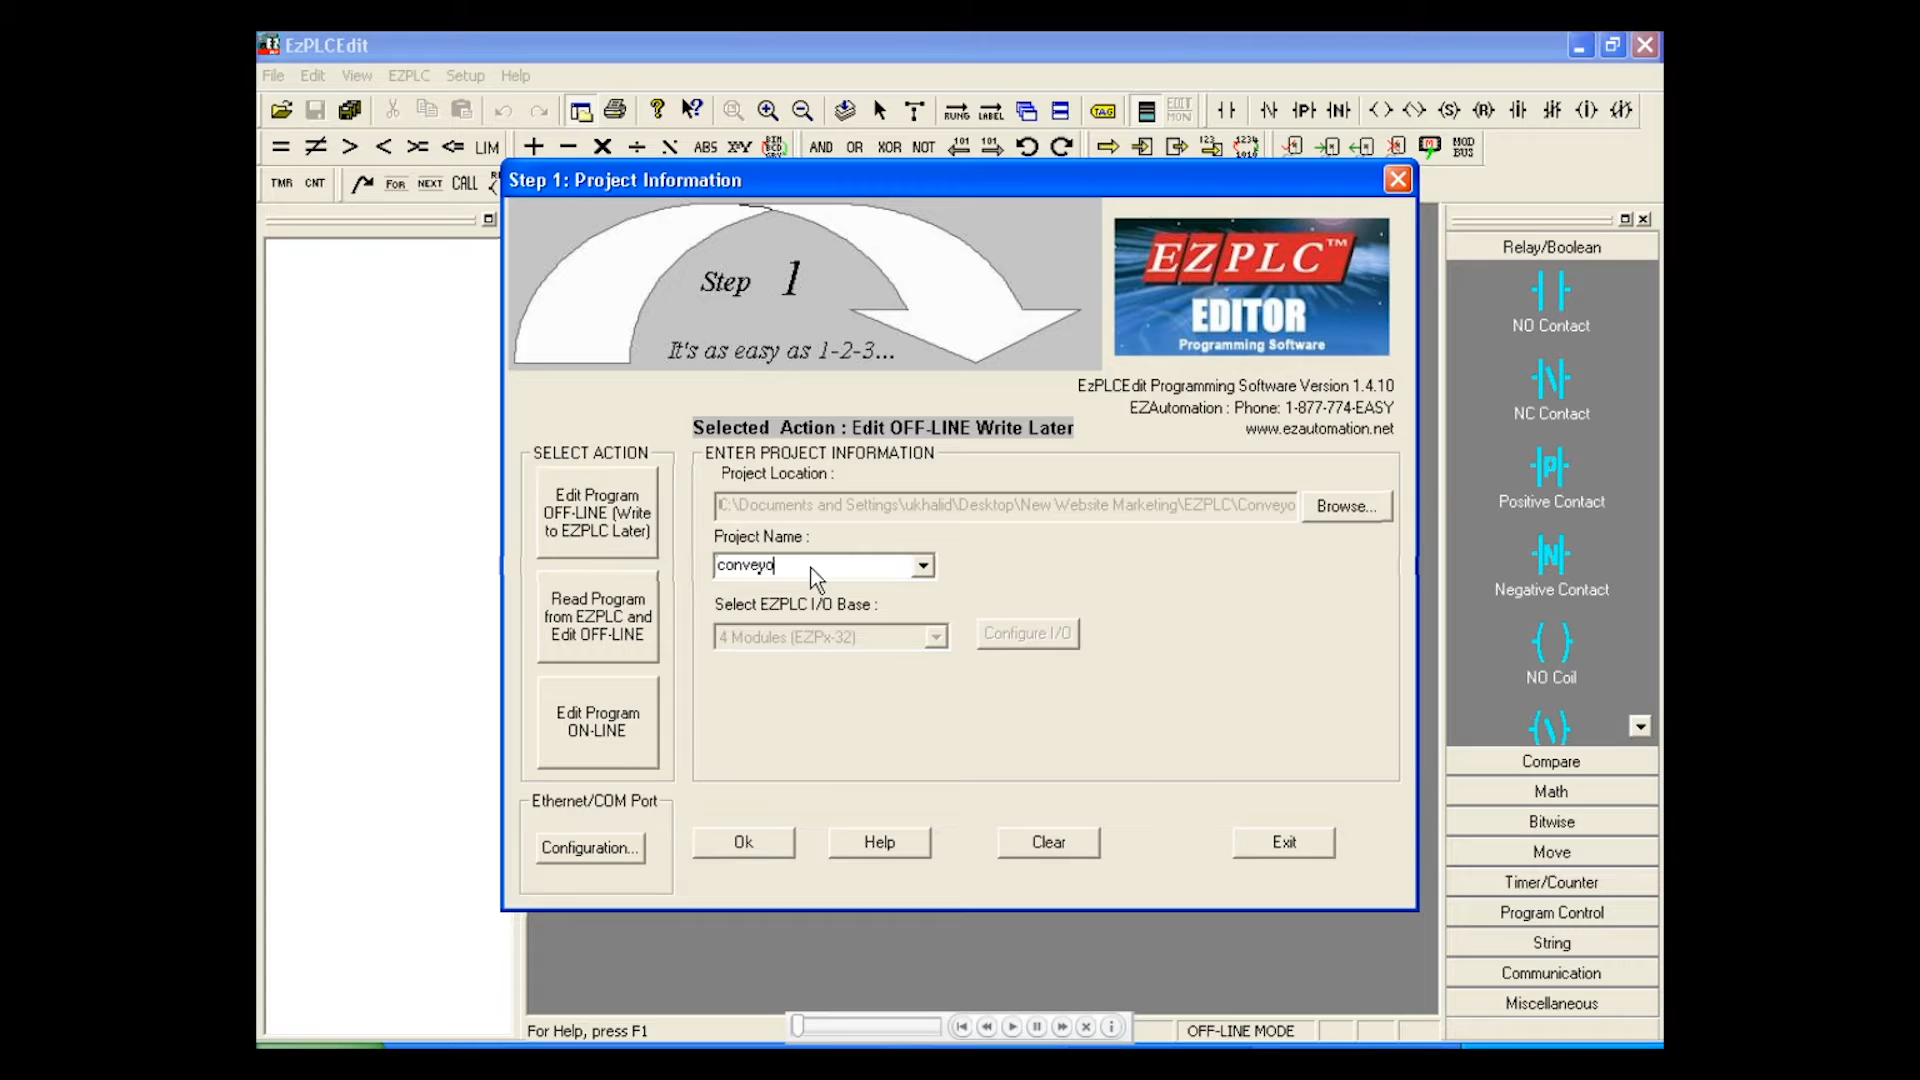 EzPLCEdit
File Edit View EZPLC Setup Help
RUNG LABEL TAG EDIT MON (S) (R)
LIM ABS AND OR XOR NOT MOD BUS
TMR CNT FOR NEXT CALL
Step 1: Project Information
Step 1
It's as easy as 1-2-3...
EZPLC™
EDITOR
Programming Software
EzPLCEdit Programming Software Version 1.4.10
EZAutomation : Phone: 1-877-774-EASY
www.ezautomation.net
Selected Action : Edit OFF-LINE Write Later
SELECT ACTION
Edit Program
OFF-LINE (Write
to EZPLC Later)
Read Program
from EZPLC and
Edit OFF-LINE
Edit Program
ON-LINE
Ethernet/COM Port
Configuration...
ENTER PROJECT INFORMATION
Project Location :
C:\Documents and Settings\ukhalid\Desktop\New Website Marketing\EZPLC\Conveyo
Browse...
Project Name :
conveyo
Select EZPLC I/O Base :
4 Modules (EZPx-32)
Configure I/O
Ok
Help
Clear
Exit
Relay/Boolean
NO Contact
NC Contact
Positive Contact
Negative Contact
NO Coil
Compare
Math
Bitwise
Move
Timer/Counter
Program Control
String
Communication
Miscellaneous
For Help, press F1
OFF-LINE MODE